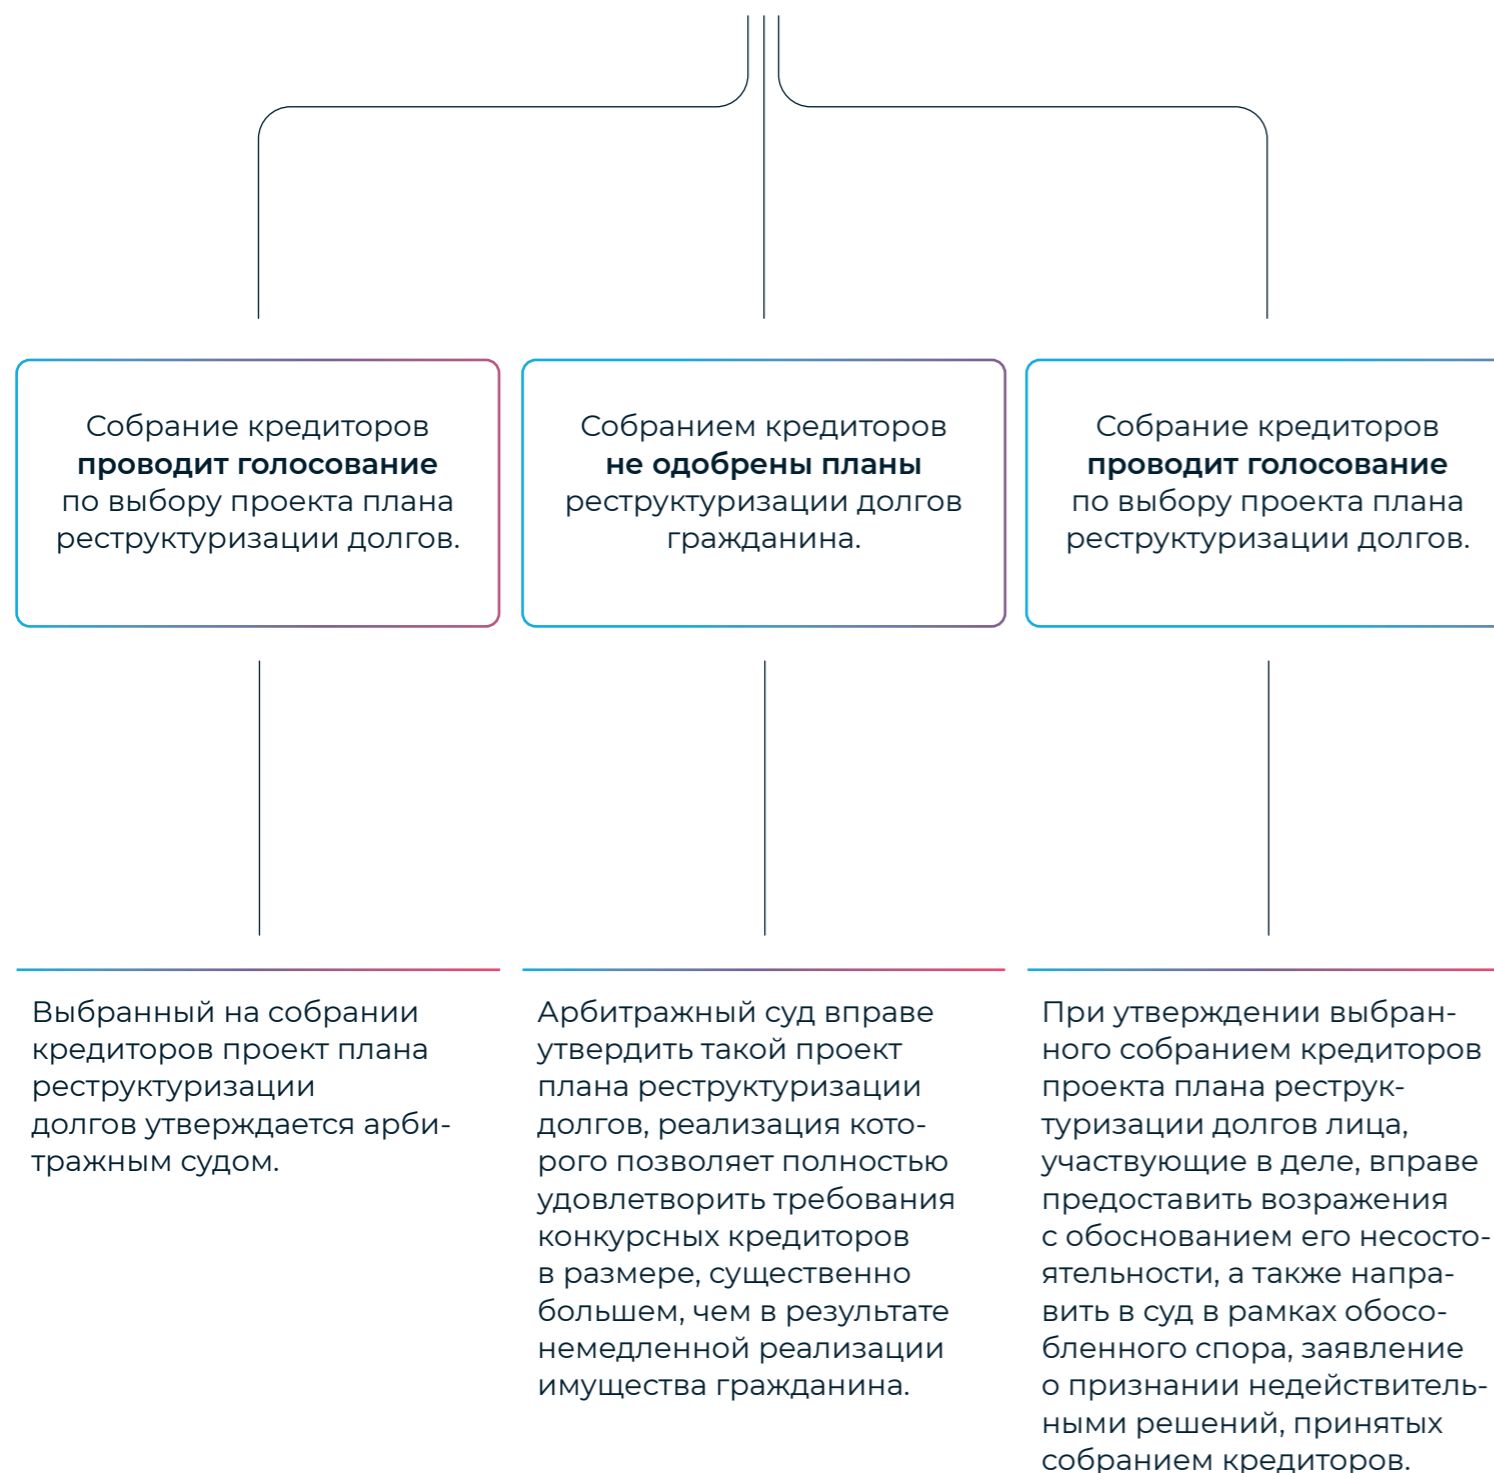 Собрание кредиторов
проводит голосование
по выбору проекта плана
реструктуризации долгов.
Собранием кредиторов
не одобрены планы
реструктуризации долгов
гражданина.
Собрание кредиторов
проводит голосование
по выбору проекта плана
реструктуризации долгов.
Выбранный на собрании
кредиторов проект плана
реструктуризации
долгов утверждается арби-
тражным судом.
Арбитражный суд вправе
утвердить такой проект
плана реструктуризации
долгов, реализация кото-
рого позволяет полностью
удовлетворить требования
конкурсных кредиторов
в размере, существенно
большем, чем в результате
немедленной реализации
имущества гражданина.
При утверждении выбран-
ного собранием кредиторов
проекта плана реструк-
туризации долгов лица,
участвующие в деле, вправе
предоставить возражения
с обоснованием его несосто-
ятельности, а также напра-
вить в суд в рамках обосо-
бленного спора, заявление
о признании недействитель-
ными решений, принятых
собранием кредиторов.